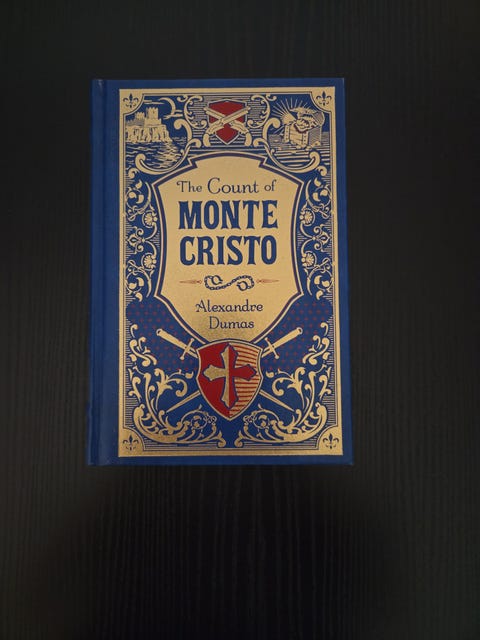 The Count of
MONTE
CRISTO
Alexandre
Dumas